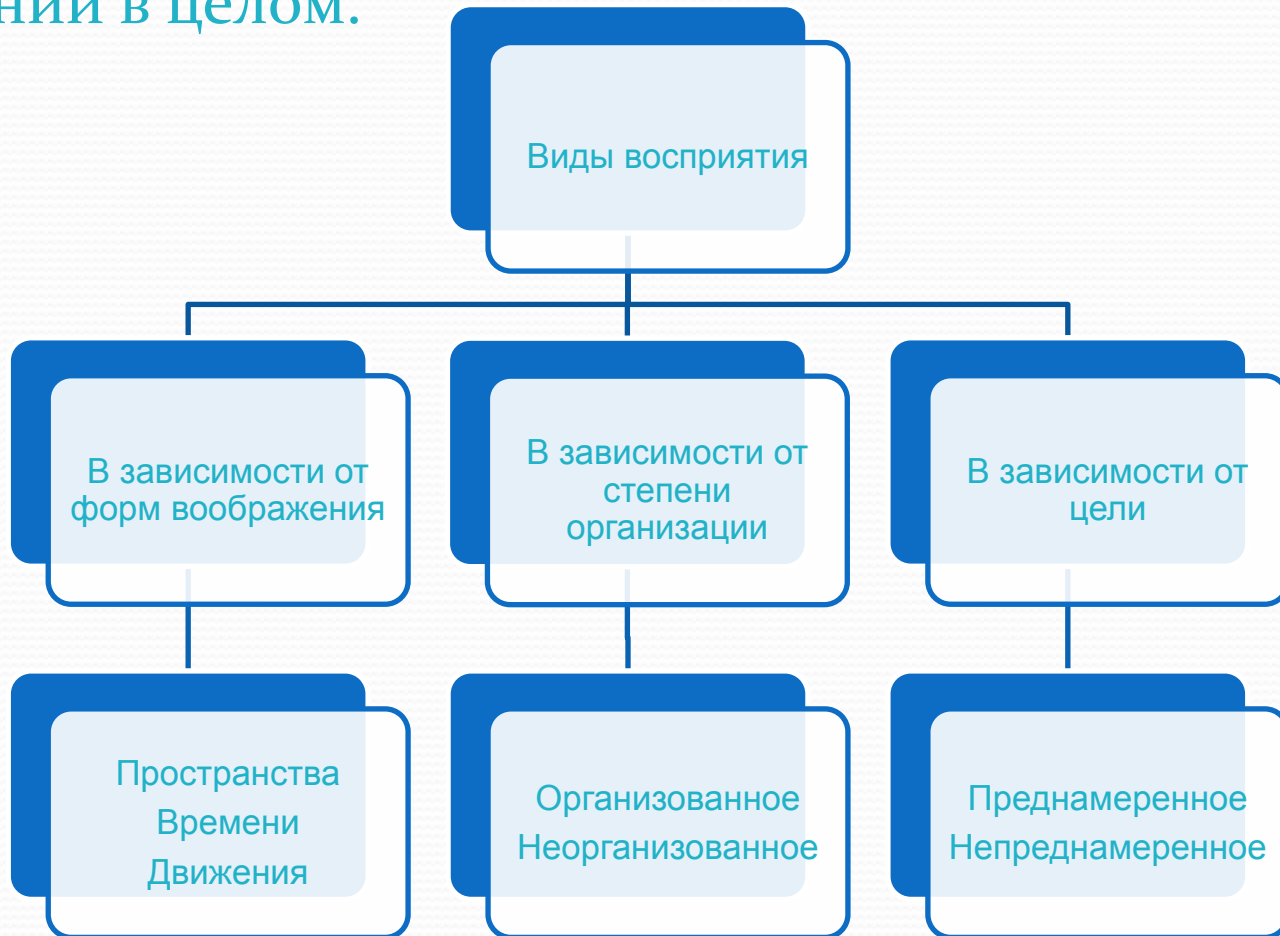 в целом.
Виды восприятия
В зависимости от
форм воображения
В зависимости от
степени
организации
В зависимости от
цели
Пространства
Времени
Движения
Организованное
Неорганизованное
Преднамеренное
Непреднамеренное